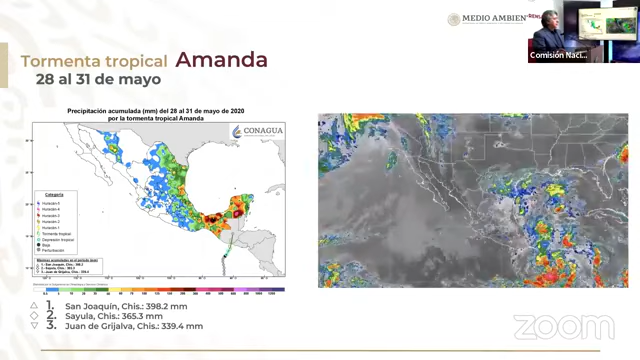 MEDIO AMBIEN
Comisión Naci...
Tormenta tropical Amanda
28 al 31 de mayo
Precipitación acumulada (mm) del 28 al 31 de mayo de 2020
por la tormenta tropical Amanda
CONAGUA
Categoría
Huracán-5
Huracán-4
Huracán-3
Huracán-2
Huracán-1
Tormenta tropical
Depresión tropical
Baja
Perturbación
1. San Joaquín, Chis.: 398.2 mm
2. Sayula, Chis.: 365.3 mm
3. Juan de Grijalva, Chis.: 339.4 mm
zoom